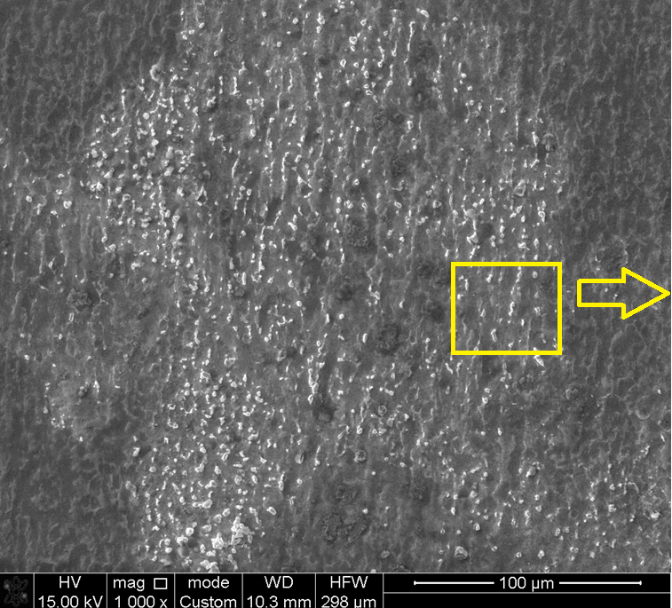 HV mag □ mode WD HFW 100 µm
15.00 kV 1 000 x Custom 10.3 mm 298 µm